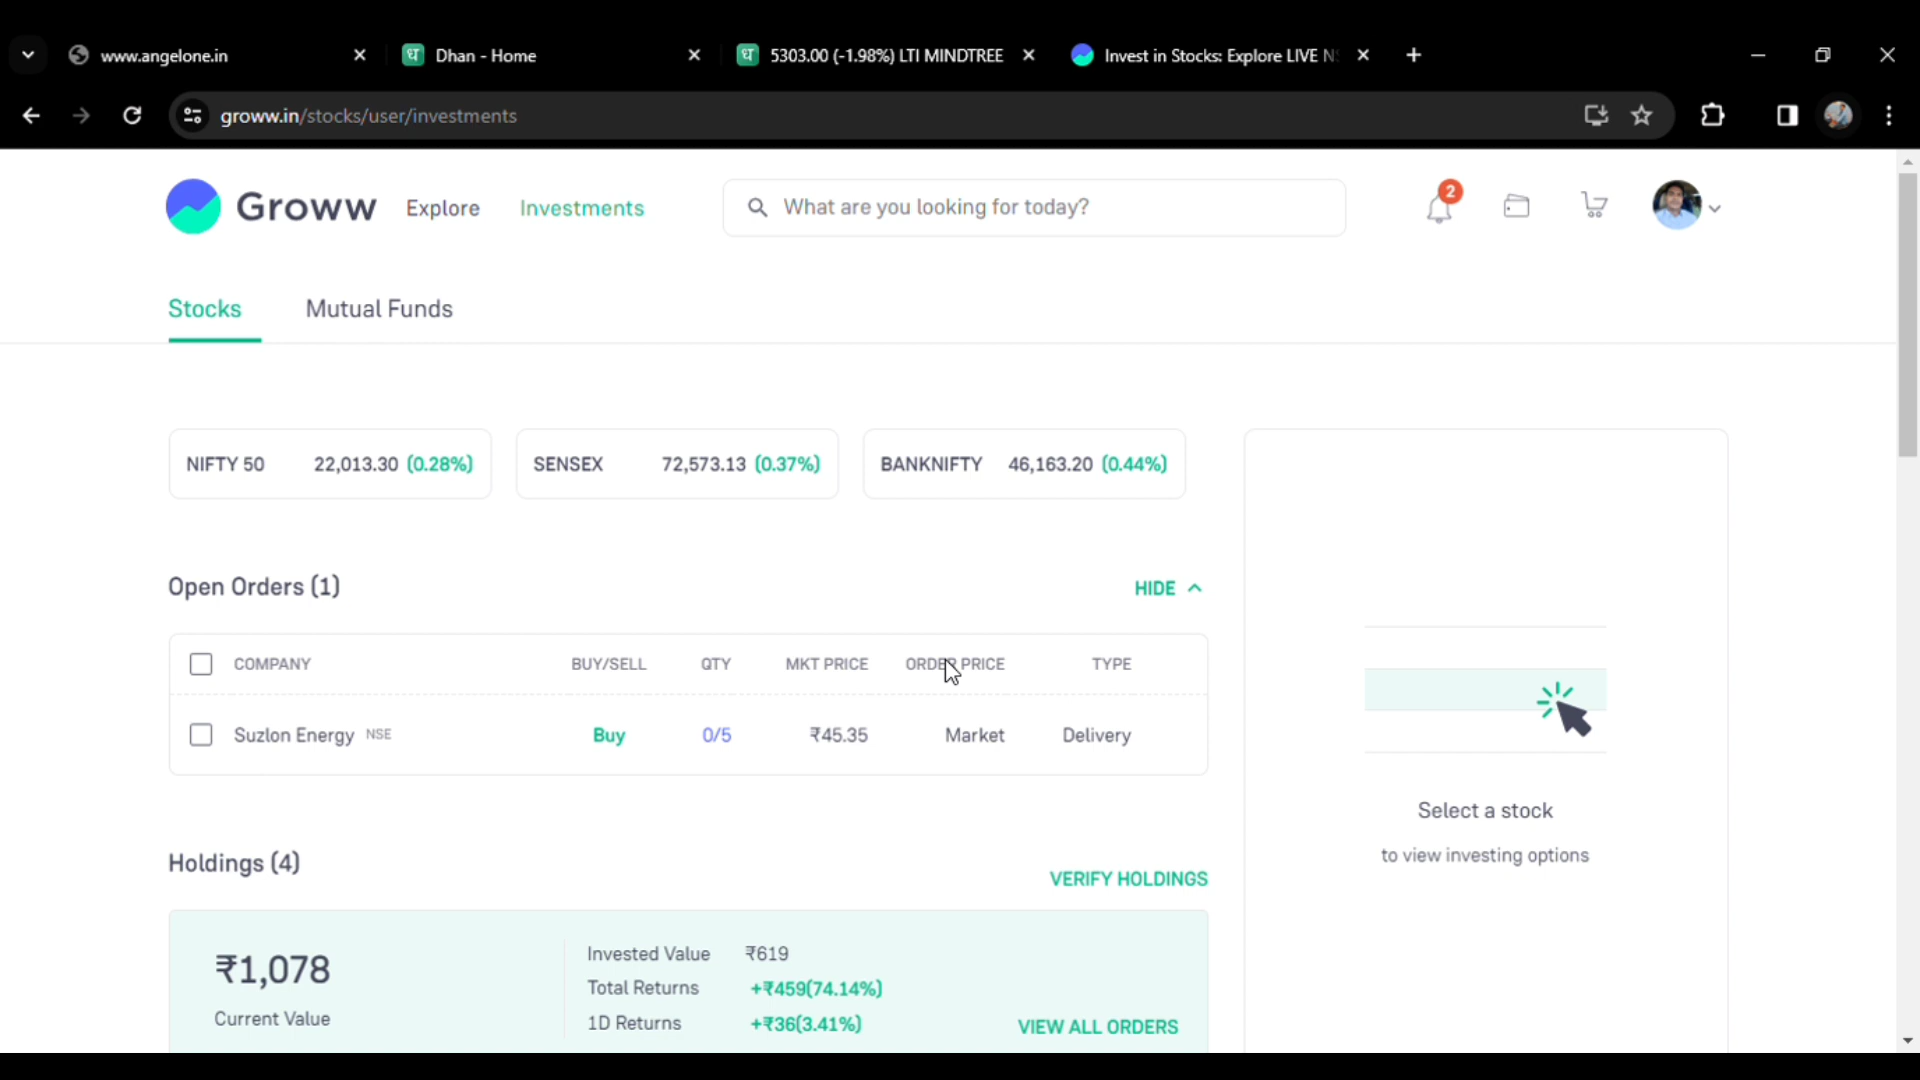 www.angelone.in
धं Dhan - Home
धं 5303.00 (-1.98%) LTI MINDTREE
Invest in Stocks: Explore LIVE NS
groww.in/stocks/user/investments
Groww Explore Investments What are you looking for today? 2
Stocks Mutual Funds
NIFTY 50 22,013.30 (0.28%) SENSEX 72,573.13 (0.37%) BANKNIFTY 46,163.20 (0.44%)
Open Orders (1) HIDE
COMPANY BUY/SELL QTY MKT PRICE ORDER PRICE TYPE
Suzlon Energy NSE Buy 0/5 ₹45.35 Market Delivery
Select a stock
to view investing options
Holdings (4)
VERIFY HOLDINGS
₹1,078
Current Value
Invested Value ₹619
Total Returns +₹459(74.14%)
1D Returns +₹36(3.41%)
VIEW ALL ORDERS